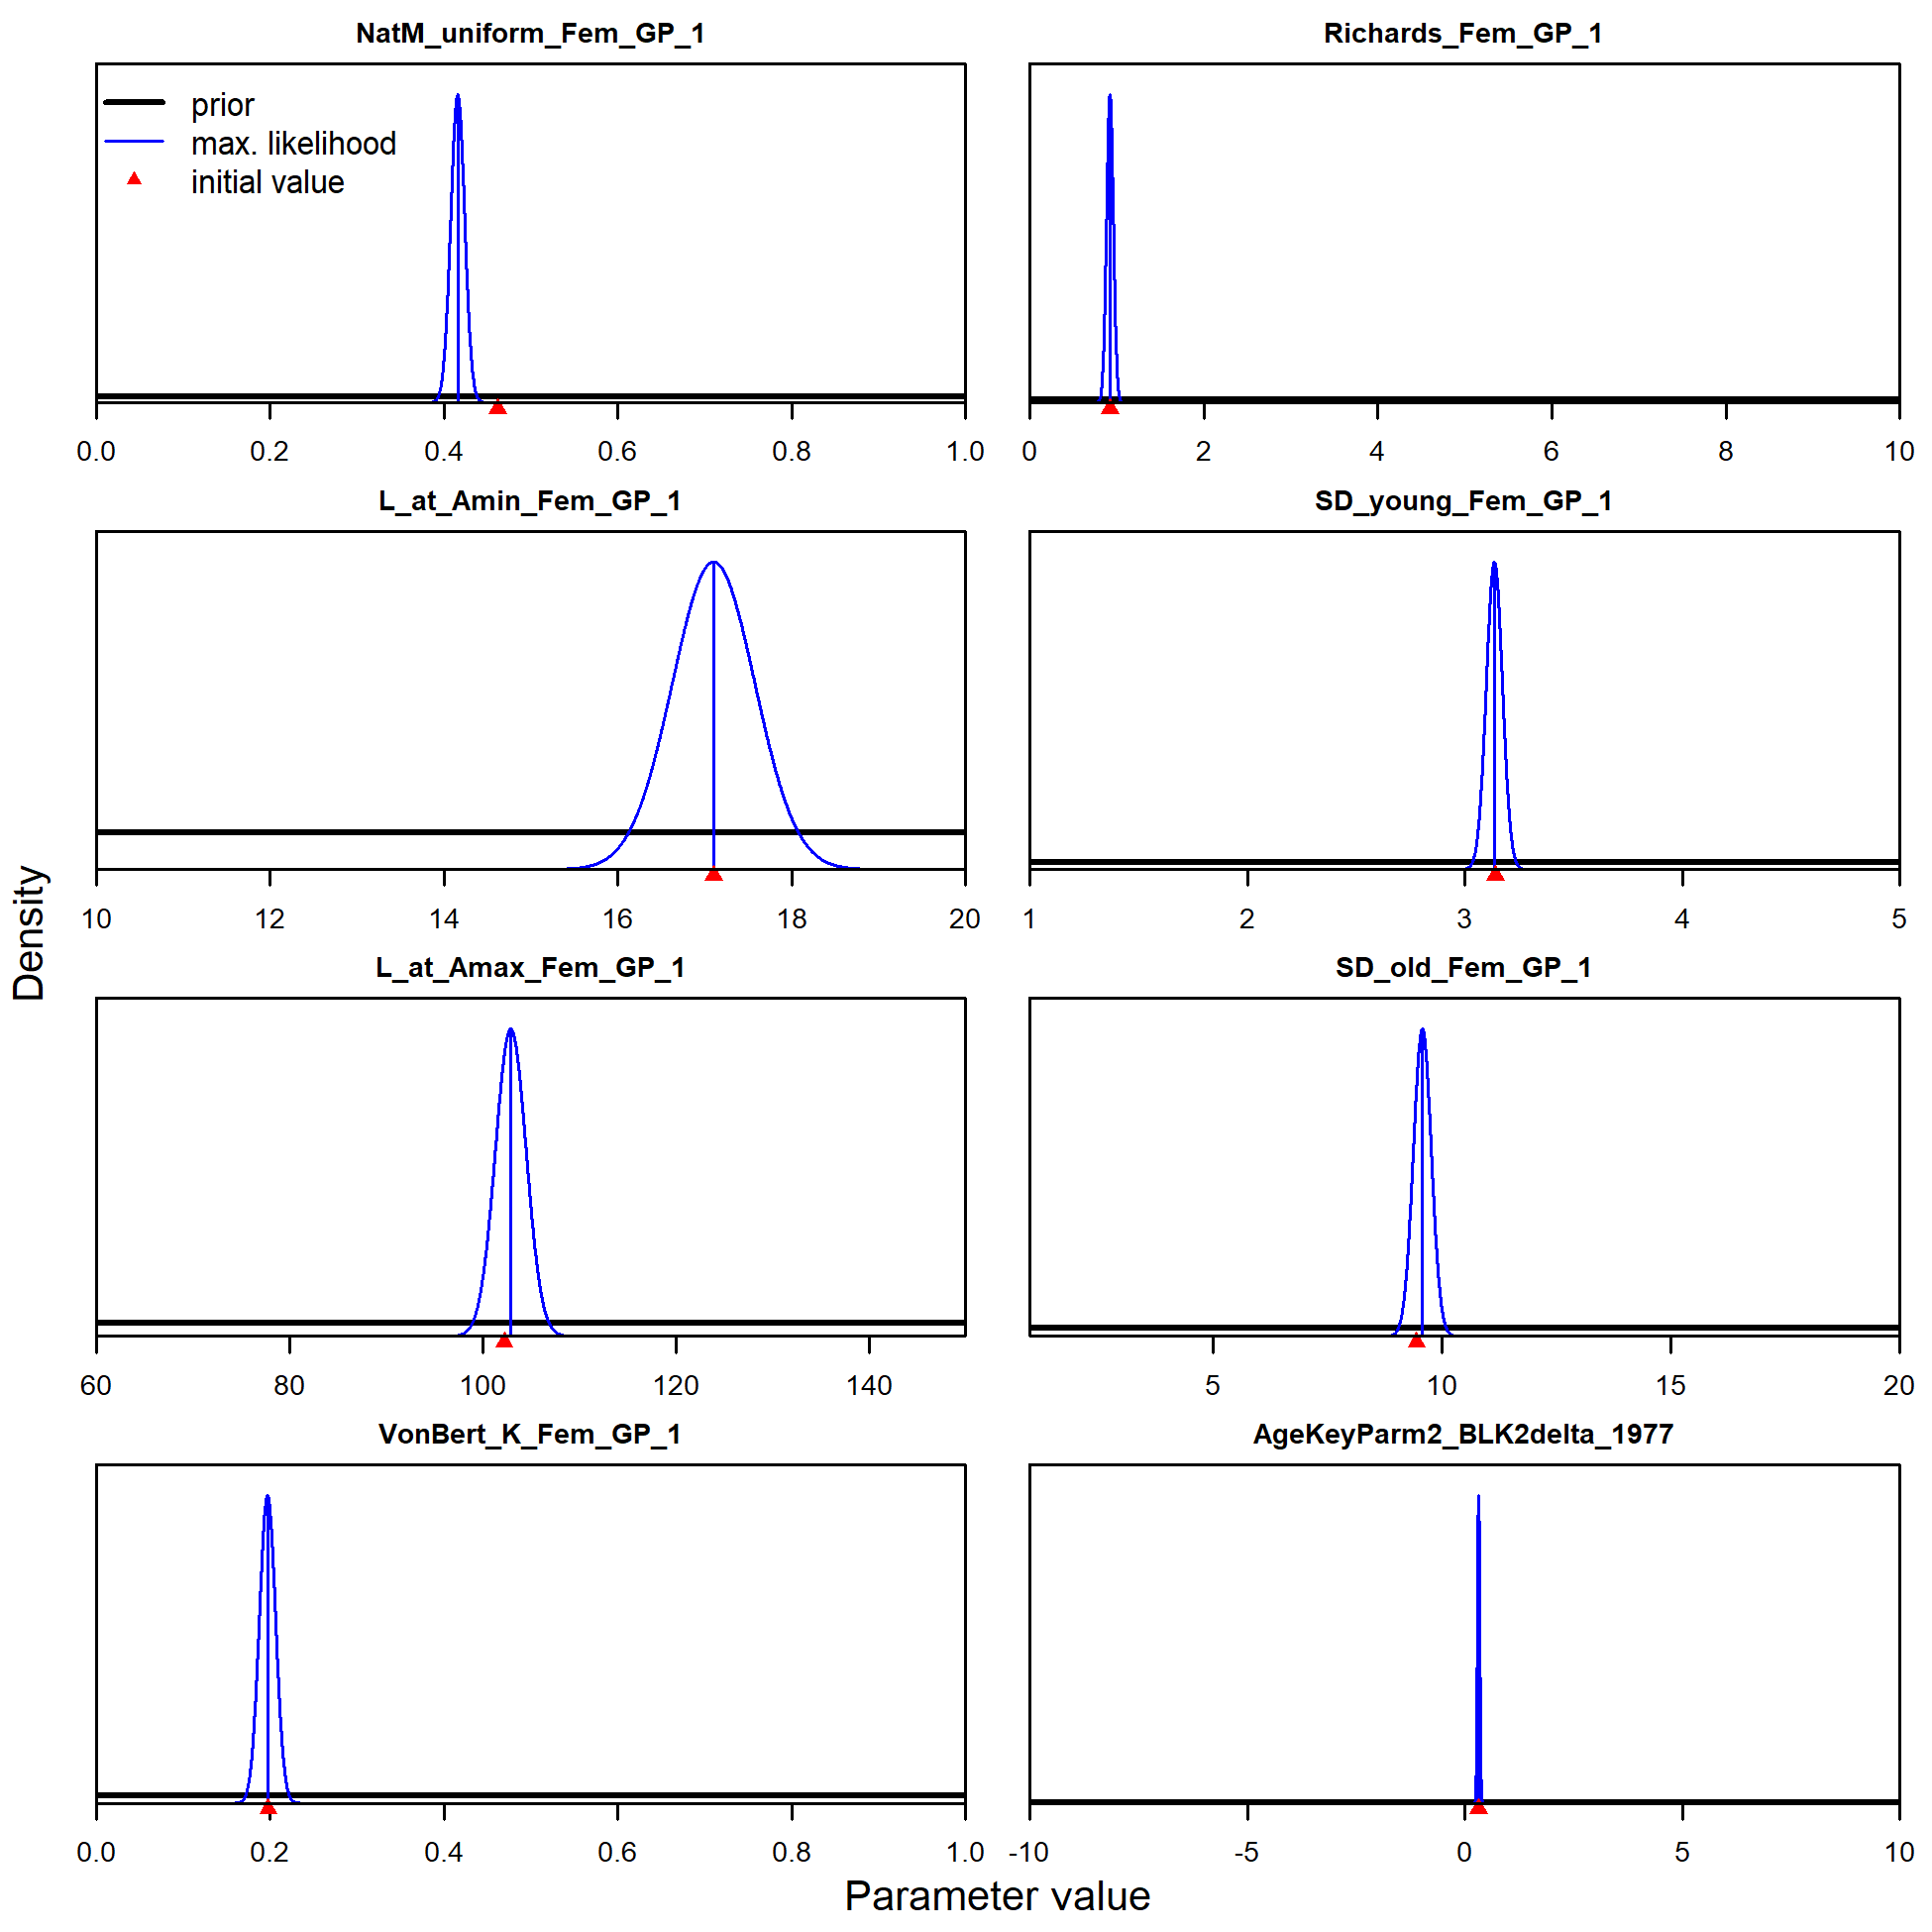 NatM_uniform_Fem_GP_1
prior
max. likelihood
initial value
0.0 0.2 0.4 0.6 0.8 1.0
Richards_Fem_GP_1
0 2 4 6 8 10
L_at_Amin_Fem_GP_1
10 12 14 16 18 20
SD_young_Fem_GP_1
1 2 3 4 5
L_at_Amax_Fem_GP_1
60 80 100 120 140
SD_old_Fem_GP_1
5 10 15 20
VonBert_K_Fem_GP_1
0.0 0.2 0.4 0.6 0.8 1.0
AgeKeyParm2_BLK2delta_1977
-10 -5 0 5 10
Density
Parameter value